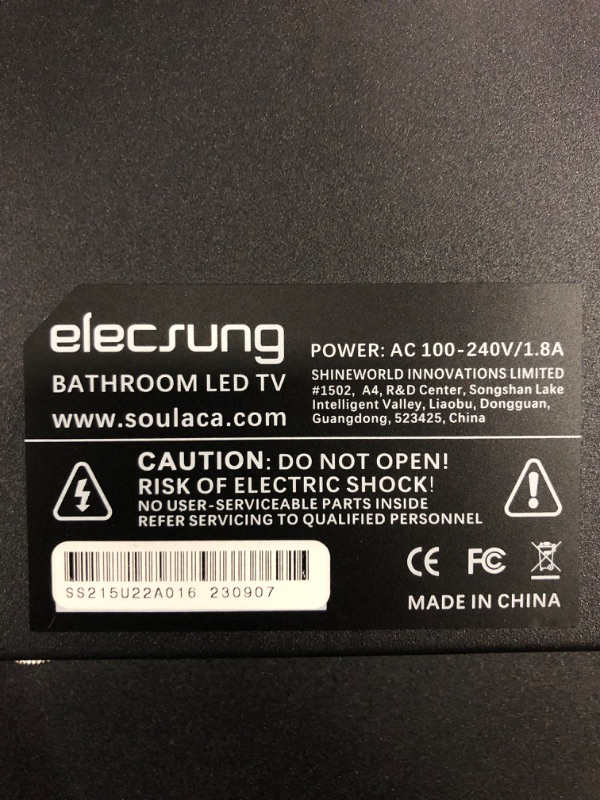 elecsung
BATHROOM LED TV
www.soulaca.com
POWER: AC 100-240V/1.8A
SHINEWORLD INNOVATIONS LIMITED
#1502, A4, R&D Center, Songshan Lake
Intelligent Valley, Liaobu, Dongguan,
Guangdong, 523425, China
CAUTION: DO NOT OPEN!
RISK OF ELECTRIC SHOCK!
NO USER-SERVICEABLE PARTS INSIDE
REFER SERVICING TO QUALIFIED PERSONNEL
SS215U22A016 230907
CE FC
MADE IN CHINA